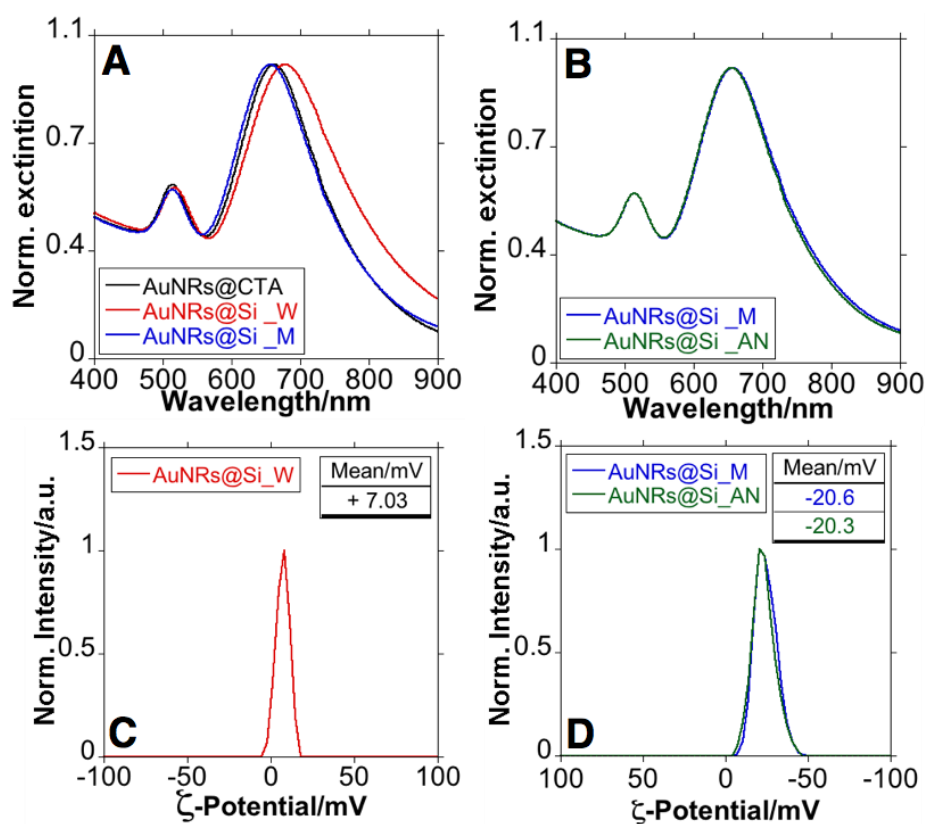 A
Norm. exctintion
1.1
0.7
0.4
0
AuNRs@CTA
AuNRs@Si _W
AuNRs@Si _M
400 500 600 700 800 900
Wavelength/nm
B
Norm. exctintion
1.1
0.7
0.4
0
AuNRs@Si _M
AuNRs@Si _AN
400 500 600 700 800 900
Wavelength/nm
C
Norm. Intensity/a.u.
1.5
1
0.5
0
AuNRs@Si_W
Mean/mV
+ 7.03
-100 -50 0 50 100
ζ-Potential/mV
D
Norm. Intensity/a.u.
1.5
1
0.5
0
AuNRs@Si_M
AuNRs@Si_AN
Mean/mV
-20.6
-20.3
100 50 0 -50 -100
ζ-Potential/mV